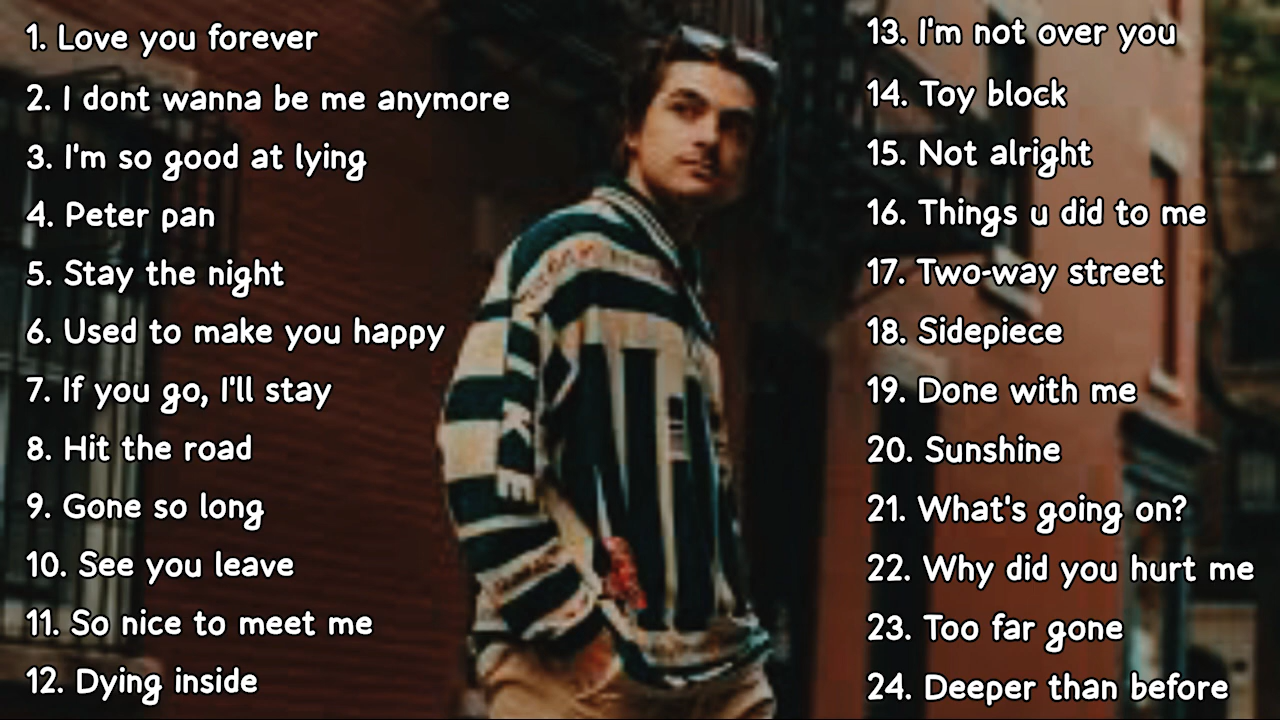 1. Love you forever
2. I dont wanna be me anymore
3. I'm so good at lying
4. Peter pan
5. Stay the night
6. Used to make you happy
7. If you go, I'll stay
8. Hit the road
9. Gone so long
10. See you leave
11. So nice to meet me
12. Dying inside
13. I'm not over you
14. Toy block
15. Not alright
16. Things u did to me
17. Two-way street
18. Sidepiece
19. Done with me
20. Sunshine
21. What's going on?
22. Why did you hurt me
23. Too far gone
24. Deeper than before